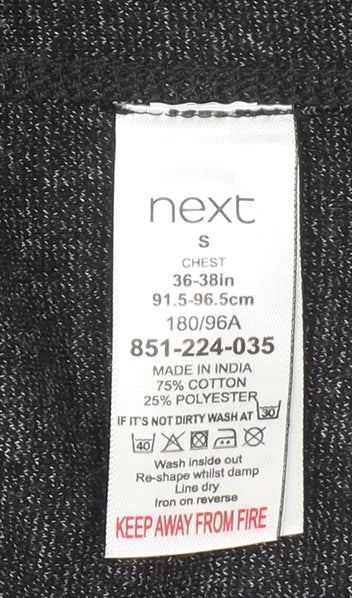 next
S
CHEST
36-38in
91.5-96.5cm
180/96A
851-224-035
MADE IN INDIA
75% COTTON
25% POLYESTER
IF IT'S NOT DIRTY WASH AT 30
40
Wash inside out
Re-shape whilst damp
Line dry
Iron on reverse
KEEP AWAY FROM FIRE